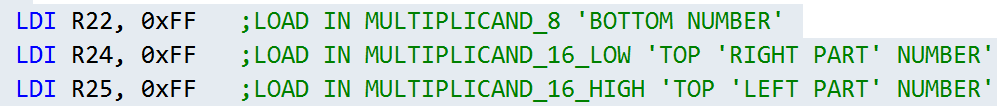 LDI R22, 0xFF ;LOAD IN MULTIPLICAND_8 'BOTTOM NUMBER'
LDI R24, 0xFF ;LOAD IN MULTIPLICAND_16_LOW 'TOP 'RIGHT PART' NUMBER'
LDI R25, 0xFF ;LOAD IN MULTIPLICAND_16_HIGH 'TOP 'LEFT PART' NUMBER'